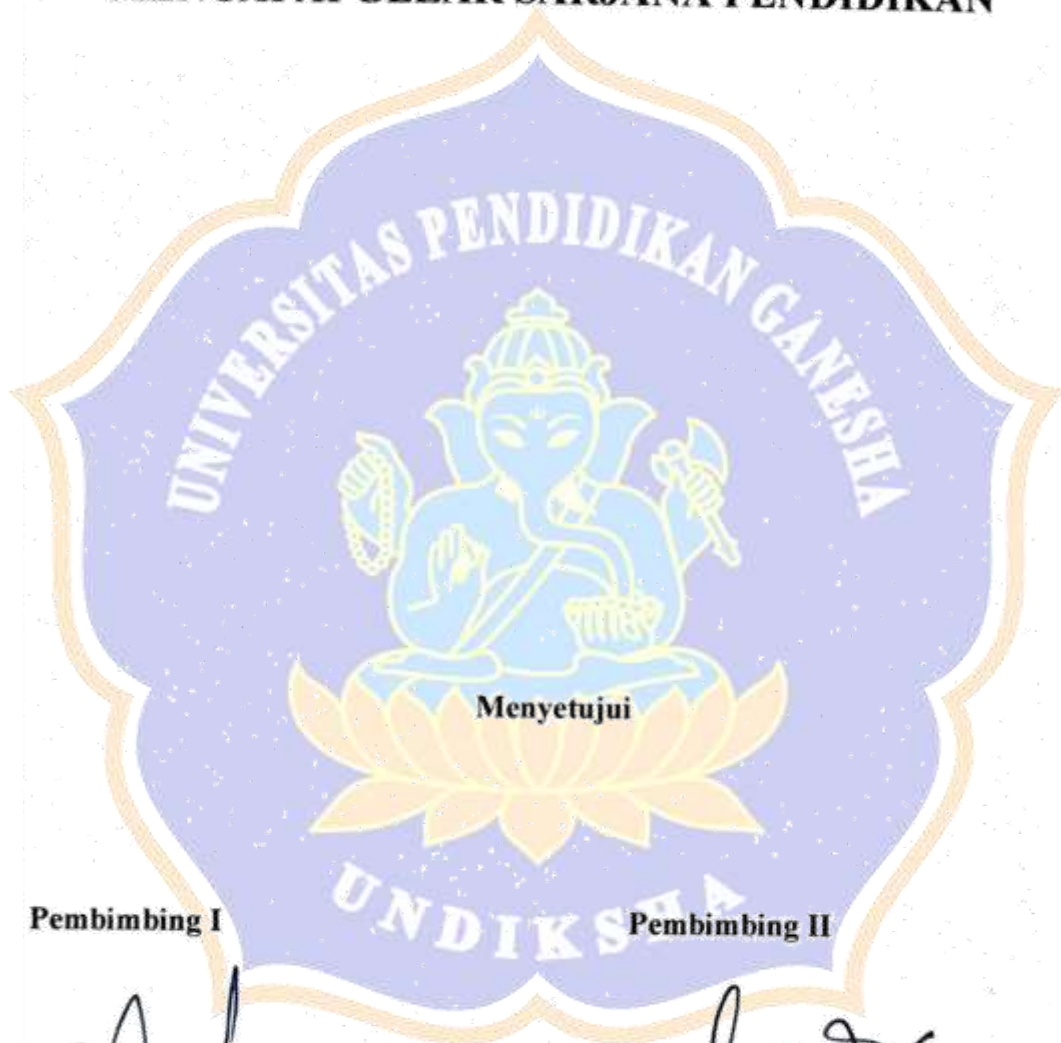 GELAR SARJANA PENDIDIKAN
UNIVERSITAS PENDIDIKAN GANESHA
Menyetujui
UNDIKSHA
Pembimbing I
Pembimbing II